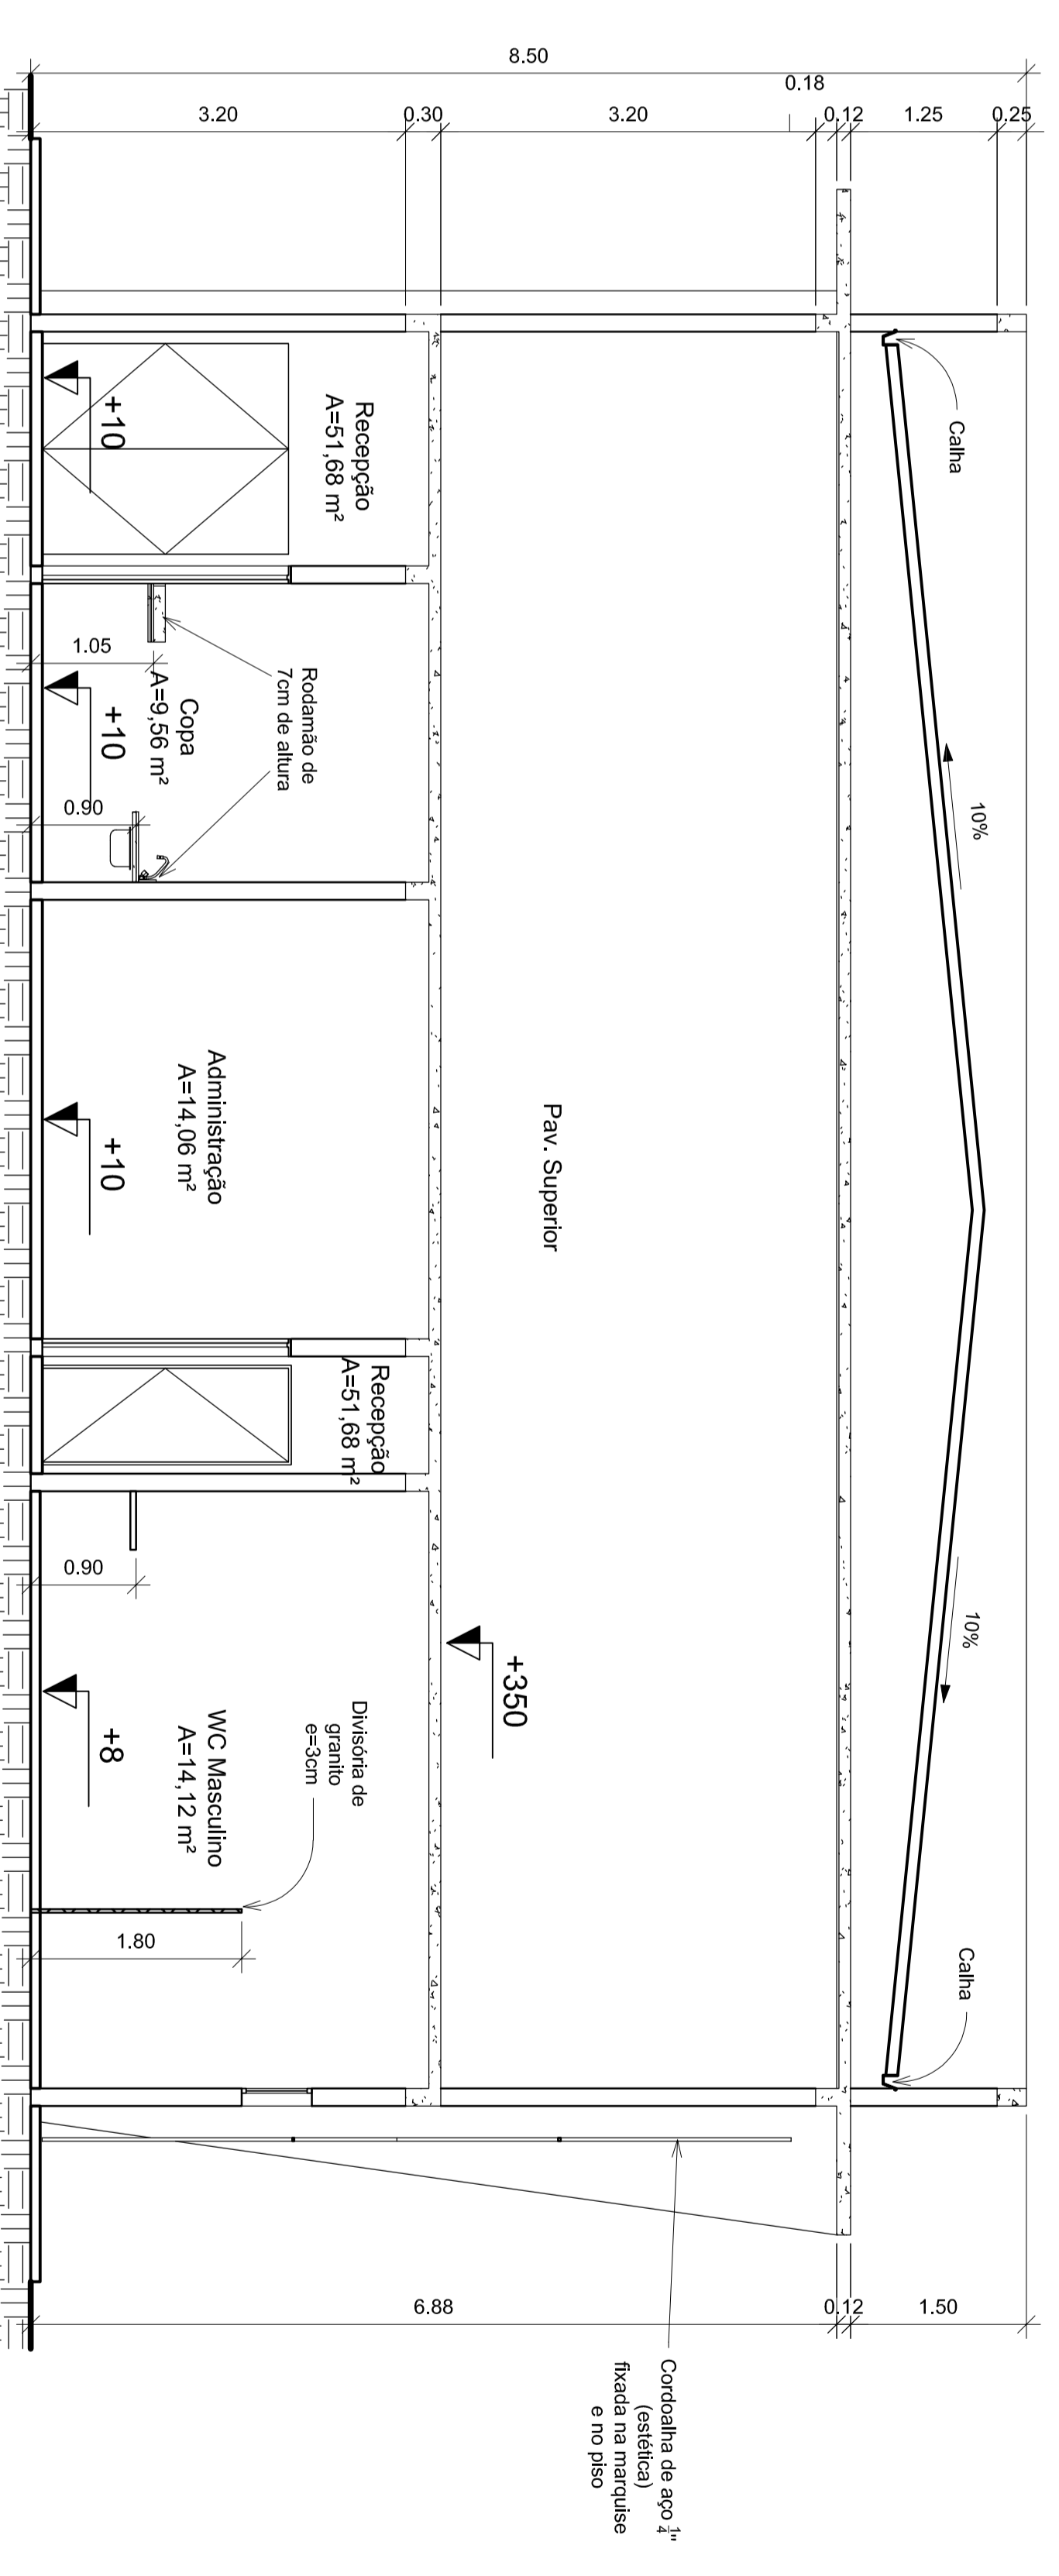 8.50
3.20
0.30
3.20
0.18
0.12
1.25
0.25
Calha
Calha
10%
10%
Pav. Superior
+350
Recepção
A=51,68 m²
+10
Rodamão de
7cm de altura
1.05
Copa
A=9,56 m²
+10
0.90
Administração
A=14,06 m²
+10
Recepção
A=51,68 m²
0.90
Divisória de
granito
e=3cm
WC Masculino
A=14,12 m²
+8
1.80
6.88
0.12
1.50
Cordoalha de aço 1/4"
(estética)
fixada na marquise
e no piso